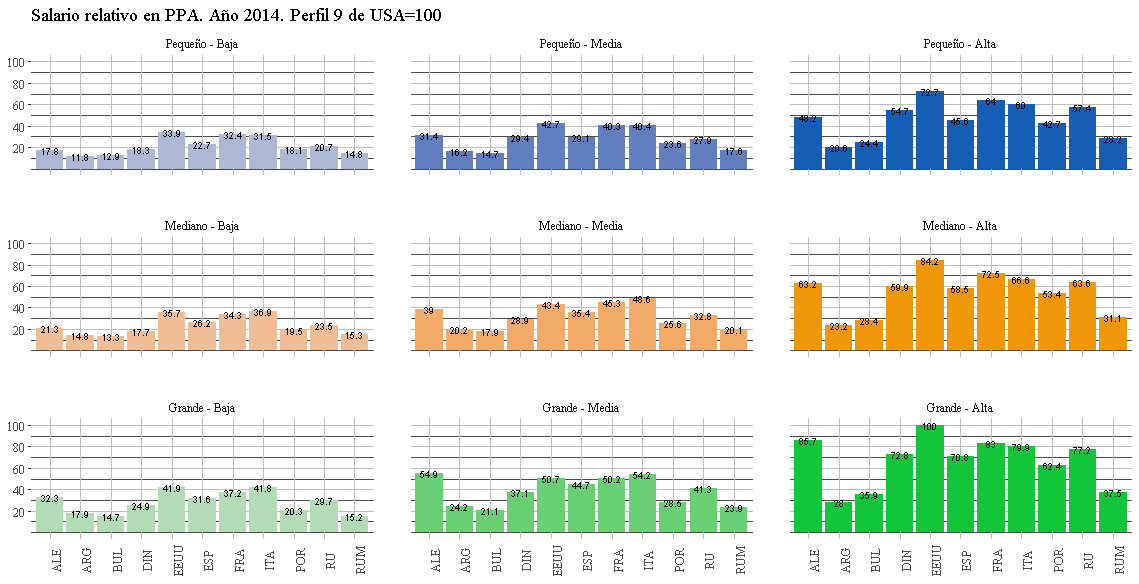 Salario relativo en PPA. Año 2014. Perfil 9 de USA=100
Pequeño - Baja Pequeño - Media Pequeño - Alta
100
80
60
40
20
17.8 11.8 12.9 18.3 33.9 22.7 32.4 31.5 18.1 20.7 14.8
31.4 16.2 14.7 29.4 42.7 29.1 40.3 40.4 23.6 27.9 17.6
48.2 20.6 24.4 54.7 72.7 45.6 64 60 42.7 57.4 28.2
Mediano - Baja Mediano - Media Mediano - Alta
100
80
60
40
20
21.3 14.8 13.3 17.7 35.7 26.2 34.3 36.9 19.5 23.5 15.3
39 20.2 17.9 28.9 43.4 35.4 45.3 48.6 25.6 32.8 20.1
63.2 23.2 28.4 59.9 84.2 58.5 72.5 66.6 53.4 63.6 31.1
Grande - Baja Grande - Media Grande - Alta
100
80
60
40
20
32.3 17.9 14.7 24.9 41.9 31.6 37.2 41.8 20.3 29.7 15.2
54.9 24.2 21.1 37.1 50.7 44.7 50.2 54.2 28.5 41.3 23.9
85.7 28 35.9 72.8 100 70.8 83 79.9 62.4 77.2 37.5
ALE ARG BUL DIN EEUU ESP FRA ITA POR RU RUM
ALE ARG BUL DIN EEUU ESP FRA ITA POR RU RUM
ALE ARG BUL DIN EEUU ESP FRA ITA POR RU RUM